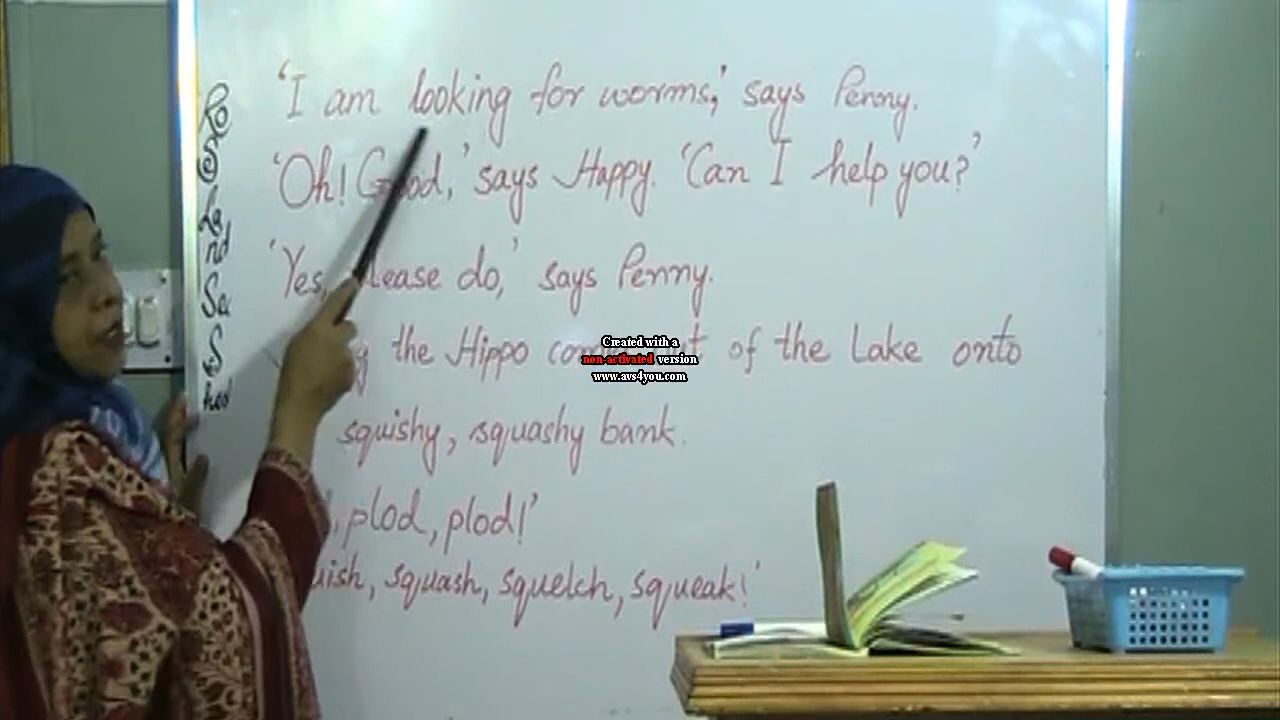 'I am looking for worms,' says Penny.
'Oh! Good,' says Happy. 'Can I help you?'
'Yes, please do,' says Penny.
the Hippo of the Lake onto
squishy, squashy bank.
plod, plod!'
squash, squelch, squeak!'
Created with a
non-activated version
www.avs4you.com